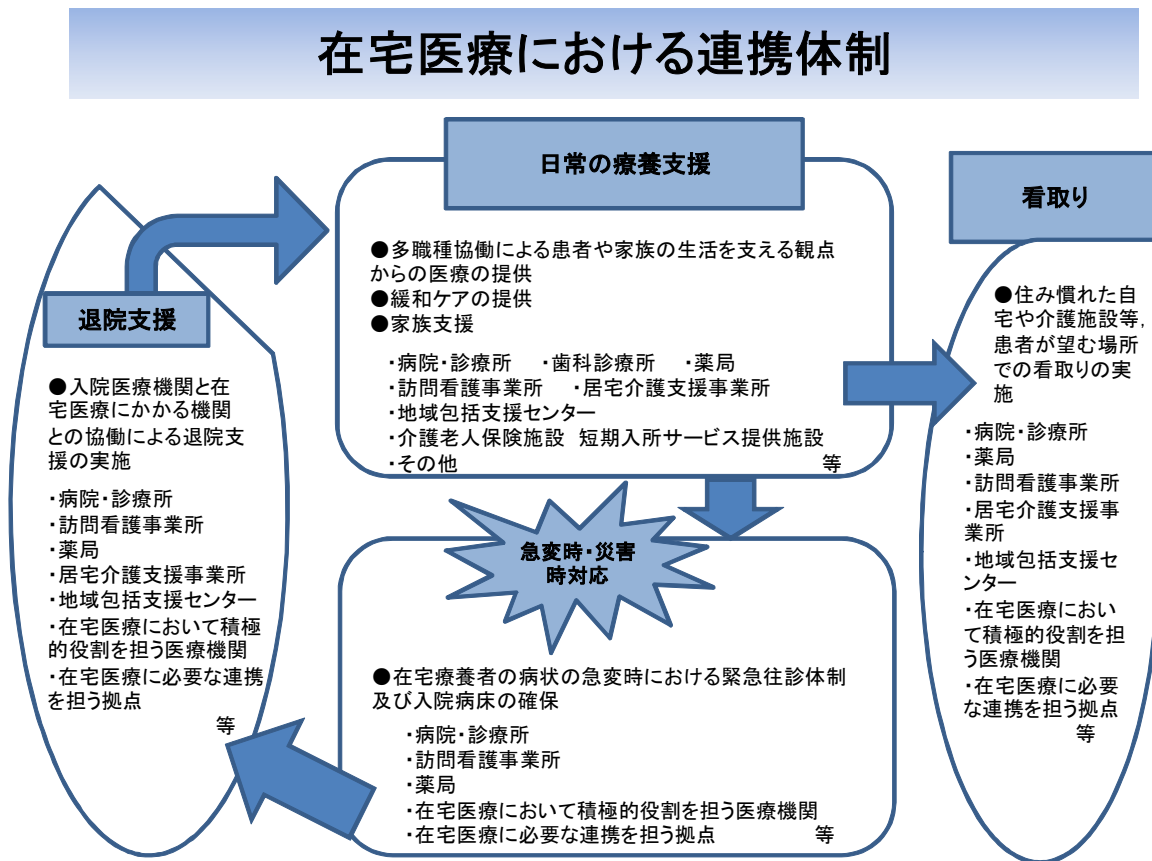 在宅医療における連携体制
退院支援
●入院医療機関と在
宅医療にかかる機関
との協働による退院支
援の実施
・病院・診療所
・訪問看護事業所
・薬局
・居宅介護支援事業所
・地域包括支援センター
・在宅医療において積極
的役割を担う医療機関
・在宅医療に必要な連携
を担う拠点
等
日常の療養支援
●多職種協働による患者や家族の生活を支える観点
からの医療の提供
●緩和ケアの提供
●家族支援
・病院・診療所　・歯科診療所　・薬局
・訪問看護事業所　・居宅介護支援事業所
・地域包括支援センター
・介護老人保険施設　短期入所サービス提供施設
・その他　等
急変時・災害
時対応
●在宅療養者の病状の急変時における緊急往診体制
及び入院病床の確保
・病院・診療所
・訪問看護事業所
・薬局
・在宅医療において積極的役割を担う医療機関
・在宅医療に必要な連携を担う拠点　等
看取り
●住み慣れた自
宅や介護施設等,
患者が望む場所
での看取りの実
施
・病院・診療所
・薬局
・訪問看護事業所
・居宅介護支援事
業所
・地域包括支援セ
ンター
・在宅医療におい
て積極的役割を担
う医療機関
・在宅医療に必要
な連携を担う拠点
等